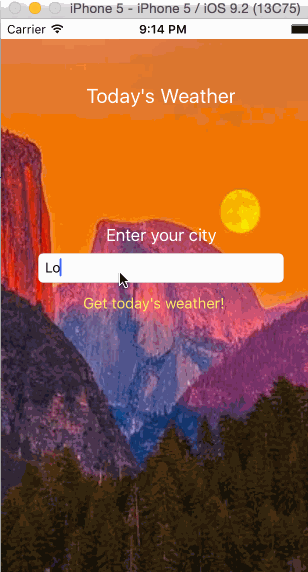 iPhone 5 - iPhone 5 / iOS 9.2 (13C75)
Carrier 9:14 PM
Today's Weather
Enter your city
Lo
Get today's weather!